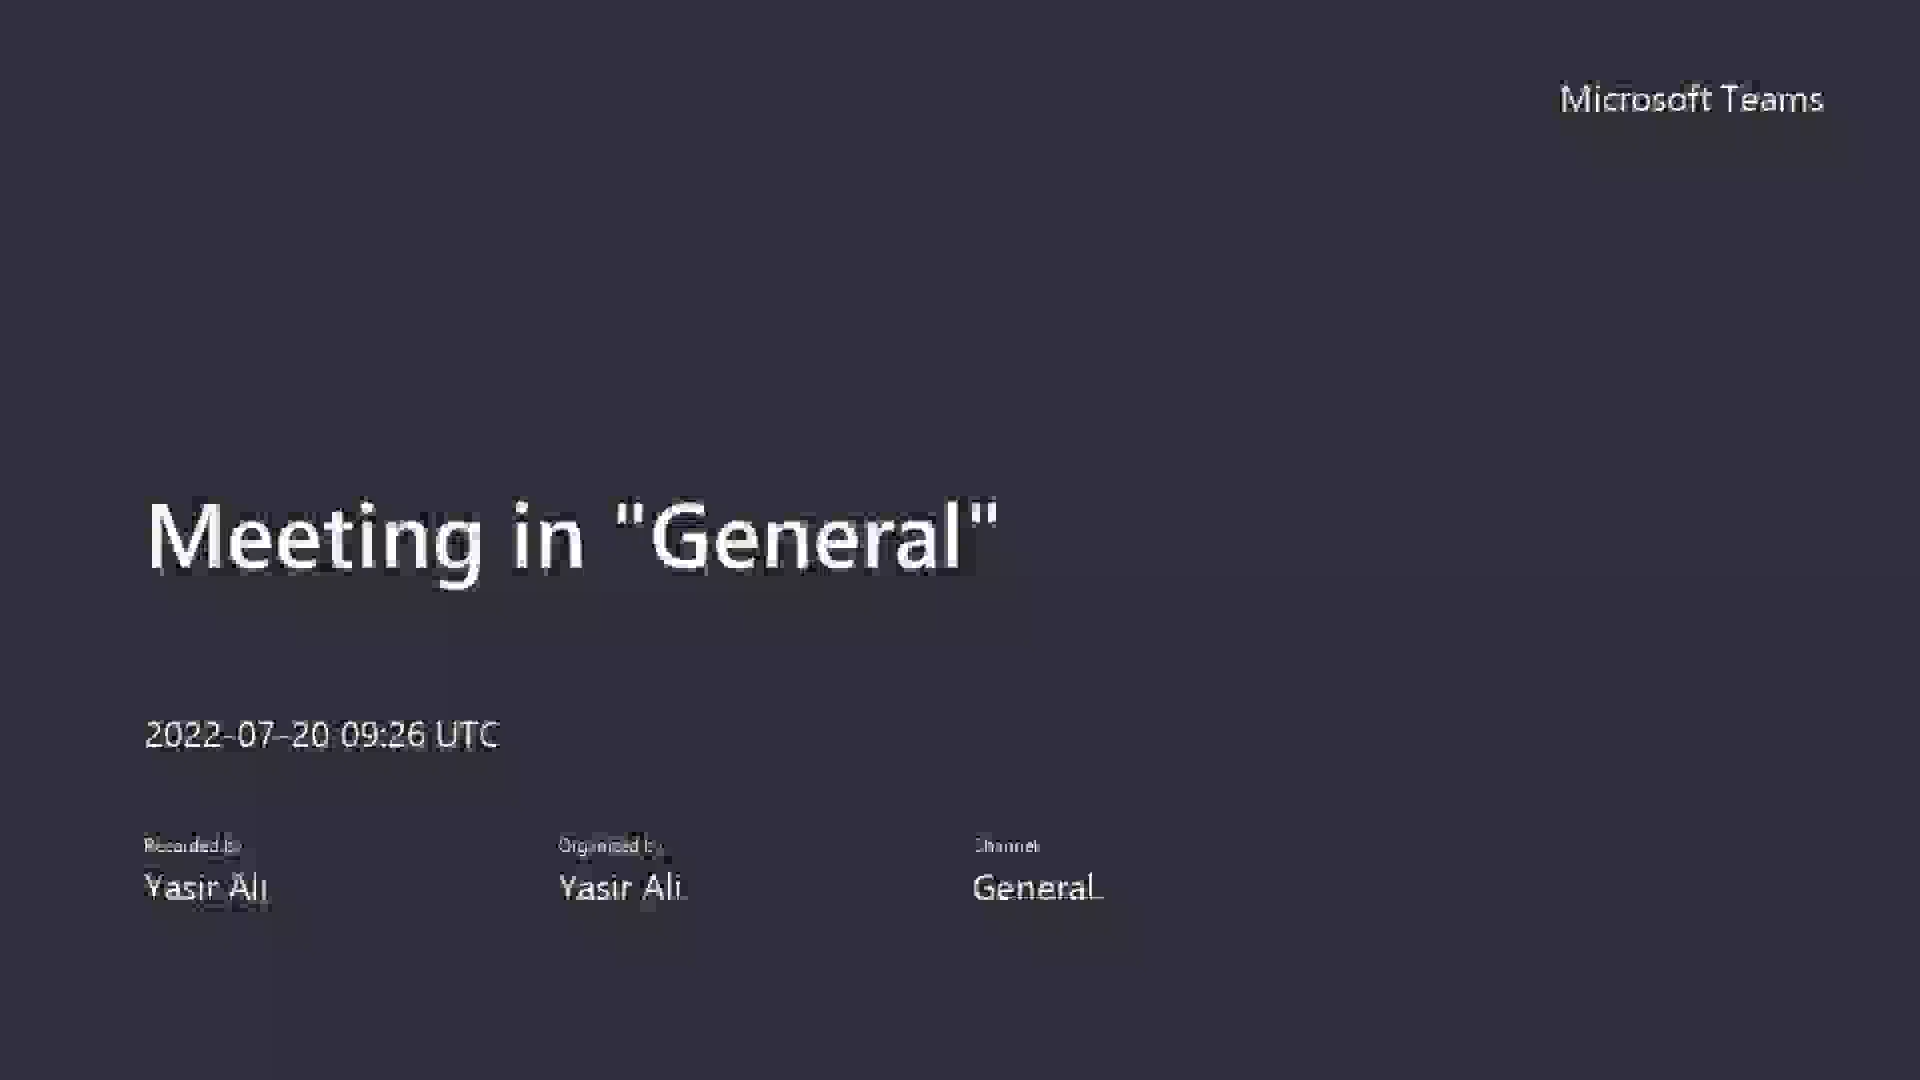 Microsoft Teams
Meeting in "General"
2022-07-20 09:26 UTC
Recorded by Organized by Channel
Yasir Ali Yasir Ali General